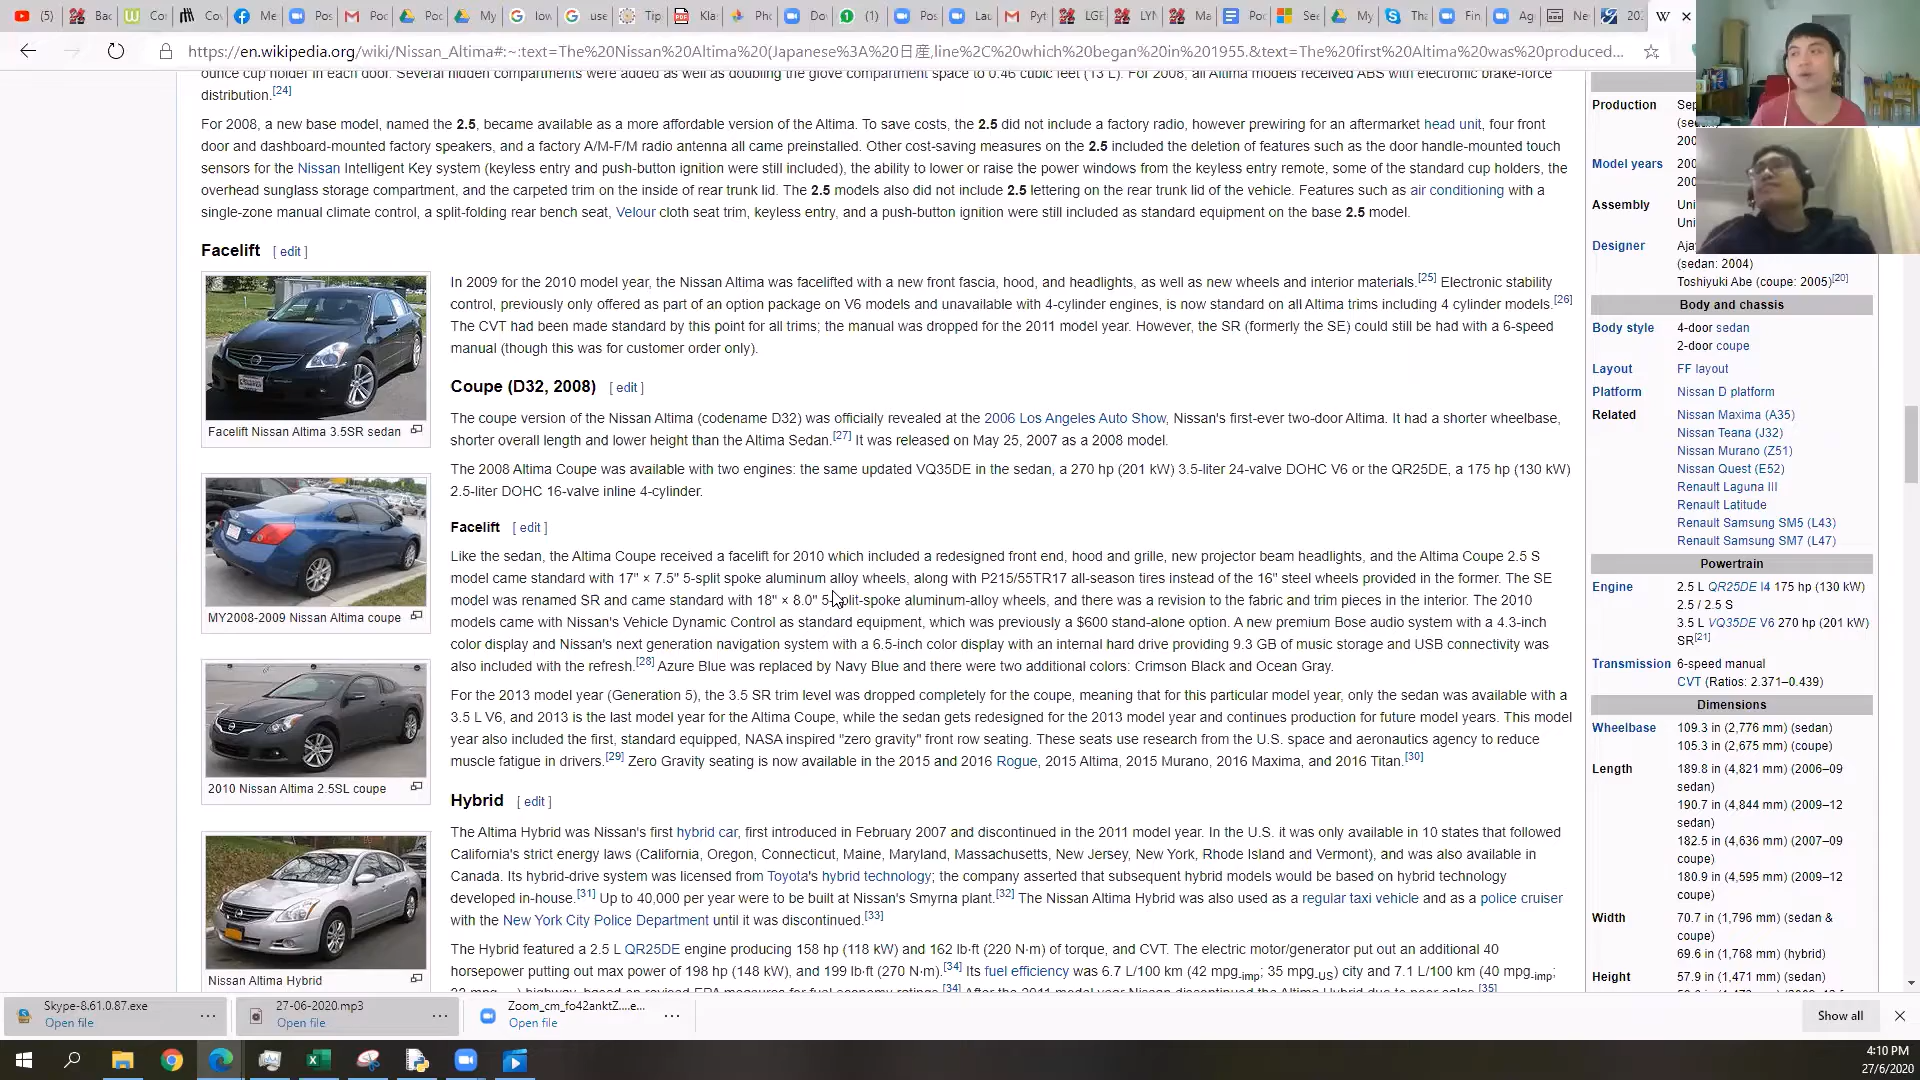 (5) Bac Cor Cov Me Pos Poc Poc My low use Tip Kla Pho Do (1) Pos Lau Pyt LGE LYN Ma Poc Sec My Tha Fin Ag Ne 202
https://en.wikipedia.org/wiki/Nissan_Altima#:~:text=The%20Nissan%20Altima%20(Japanese%3A%20日産,line%2C%20which%20began%20in%201955.&text=The%20first%20Altima%20was%20produced...
ounce cup holder in each door. Several hidden compartments were added as well as doubling the glove compartment space to 0.46 cubic feet (13 L). For 2008, all Altima models received ABS with electronic brake-force
distribution.[24]
For 2008, a new base model, named the 2.5, became available as a more affordable version of the Altima. To save costs, the 2.5 did not include a factory radio, however prewiring for an aftermarket head unit, four front
door and dashboard-mounted factory speakers, and a factory A/M-F/M radio antenna all came preinstalled. Other cost-saving measures on the 2.5 included the deletion of features such as the door handle-mounted touch
sensors for the Nissan Intelligent Key system (keyless entry and push-button ignition were still included), the ability to lower or raise the power windows from the keyless entry remote, some of the standard cup holders, the
overhead sunglass storage compartment, and the carpeted trim on the inside of rear trunk lid. The 2.5 models also did not include 2.5 lettering on the rear trunk lid of the vehicle. Features such as air conditioning with a
single-zone manual climate control, a split-folding rear bench seat, Velour cloth seat trim, keyless entry, and a push-button ignition were still included as standard equipment on the base 2.5 model.
Facelift [ edit ]
In 2009 for the 2010 model year, the Nissan Altima was facelifted with a new front fascia, hood, and headlights, as well as new wheels and interior materials.[25] Electronic stability
control, previously only offered as part of an option package on V6 models and unavailable with 4-cylinder engines, is now standard on all Altima trims including 4 cylinder models.[26]
The CVT had been made standard by this point for all trims; the manual was dropped for the 2011 model year. However, the SR (formerly the SE) could still be had with a 6-speed
manual (though this was for customer order only).
Facelift Nissan Altima 3.5SR sedan
Coupe (D32, 2008) [ edit ]
The coupe version of the Nissan Altima (codename D32) was officially revealed at the 2006 Los Angeles Auto Show, Nissan's first-ever two-door Altima. It had a shorter wheelbase,
shorter overall length and lower height than the Altima Sedan.[27] It was released on May 25, 2007 as a 2008 model.
The 2008 Altima Coupe was available with two engines: the same updated VQ35DE in the sedan, a 270 hp (201 kW) 3.5-liter 24-valve DOHC V6 or the QR25DE, a 175 hp (130 kW)
2.5-liter DOHC 16-valve inline 4-cylinder.
MY2008-2009 Nissan Altima coupe
Facelift [ edit ]
Like the sedan, the Altima Coupe received a facelift for 2010 which included a redesigned front end, hood and grille, new projector beam headlights, and the Altima Coupe 2.5 S
model came standard with 17" × 7.5" 5-split spoke aluminum alloy wheels, along with P215/55TR17 all-season tires instead of the 16" steel wheels provided in the former. The SE
model was renamed SR and came standard with 18" × 8.0" 5-split-spoke aluminum-alloy wheels, and there was a revision to the fabric and trim pieces in the interior. The 2010
models came with Nissan's Vehicle Dynamic Control as standard equipment, which was previously a $600 stand-alone option. A new premium Bose audio system with a 4.3-inch
color display and Nissan's next generation navigation system with a 6.5-inch color display with an internal hard drive providing 9.3 GB of music storage and USB connectivity was
also included with the refresh.[28] Azure Blue was replaced by Navy Blue and there were two additional colors: Crimson Black and Ocean Gray.
For the 2013 model year (Generation 5), the 3.5 SR trim level was dropped completely for the coupe, meaning that for this particular model year, only the sedan was available with a
3.5 L V6, and 2013 is the last model year for the Altima Coupe, while the sedan gets redesigned for the 2013 model year and continues production for future model years. This model
year also included the first, standard equipped, NASA inspired "zero gravity" front row seating. These seats use research from the U.S. space and aeronautics agency to reduce
muscle fatigue in drivers.[29] Zero Gravity seating is now available in the 2015 and 2016 Rogue, 2015 Altima, 2015 Murano, 2016 Maxima, and 2016 Titan.[30]
2010 Nissan Altima 2.5SL coupe
Hybrid [ edit ]
The Altima Hybrid was Nissan's first hybrid car, first introduced in February 2007 and discontinued in the 2011 model year. In the U.S. it was only available in 10 states that followed
California's strict energy laws (California, Oregon, Connecticut, Maine, Maryland, Massachusetts, New Jersey, New York, Rhode Island and Vermont), and was also available in
Canada. Its hybrid-drive system was licensed from Toyota's hybrid technology; the company asserted that subsequent hybrid models would be based on hybrid technology
developed in-house.[31] Up to 40,000 per year were to be built at Nissan's Smyrna plant.[32] The Nissan Altima Hybrid was also used as a regular taxi vehicle and as a police cruiser
with the New York City Police Department until it was discontinued.[33]
The Hybrid featured a 2.5 L QR25DE engine producing 158 hp (118 kW) and 162 lb·ft (220 N·m) of torque, and CVT. The electric motor/generator put out an additional 40
horsepower putting out max power of 198 hp (148 kW), and 199 lb·ft (270 N·m).[34] Its fuel efficiency was 6.7 L/100 km (42 mpg-imp; 35 mpg-US) city and 7.1 L/100 km (40 mpg-imp;
Nissan Altima Hybrid
Production Sep
Model years 200
200
Assembly Uni
Uni
Designer Aja
(sedan: 2004)
Toshiyuki Abe (coupe: 2005)[20]
Body and chassis
Body style 4-door sedan
2-door coupe
Layout FF layout
Platform Nissan D platform
Related Nissan Maxima (A35)
Nissan Teana (J32)
Nissan Murano (Z51)
Nissan Quest (E52)
Renault Laguna III
Renault Latitude
Renault Samsung SM5 (L43)
Renault Samsung SM7 (L47)
Powertrain
Engine 2.5 L QR25DE I4 175 hp (130 kW)
2.5 / 2.5 S
3.5 L VQ35DE V6 270 hp (201 kW)
SR[21]
Transmission 6-speed manual
CVT (Ratios: 2.371–0.439)
Dimensions
Wheelbase 109.3 in (2,776 mm) (sedan)
105.3 in (2,675 mm) (coupe)
Length 189.8 in (4,821 mm) (2006–09
sedan)
190.7 in (4,844 mm) (2009–12
sedan)
182.5 in (4,636 mm) (2007–09
coupe)
180.9 in (4,595 mm) (2009–12
coupe)
Width 70.7 in (1,796 mm) (sedan &
coupe)
69.6 in (1,768 mm) (hybrid)
Height 57.9 in (1,471 mm) (sedan)
Skype-8.61.0.87.exe
Open file
27-06-2020.mp3
Open file
Zoom_cm_fo42anktZ....e...
Open file
Show all
4:10 PM
27/6/2020